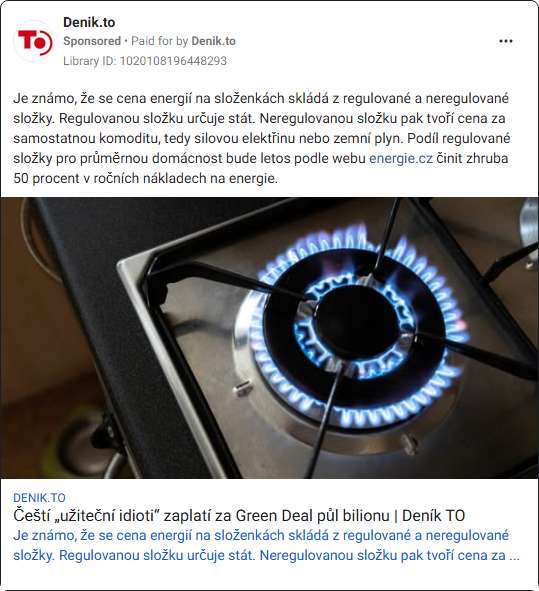 Denik.to
Sponsored • Paid for by Denik.to
Library ID: 1020108196448293
TO
Je známo, že se cena energií na složenkách skládá z regulované a neregulované
složky. Regulovanou složku určuje stát. Neregulovanou složku pak tvoří cena za
samostatnou komoditu, tedy silovou elektřinu nebo zemní plyn. Podíl regulované
složky pro průměrnou domácnost bude letos podle webu energie.cz činit zhruba
50 procent v ročních nákladech na energie.
DENIK.TO
Čeští „užiteční idioti“ zaplatí za Green Deal půl bilionu | Deník TO
Je známo, že se cena energií na složenkách skládá z regulované a neregulované
složky. Regulovanou složku určuje stát. Neregulovanou složku pak tvoří cena za ...